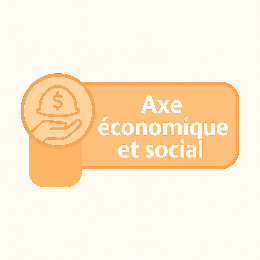 $
Axe
économique
et social